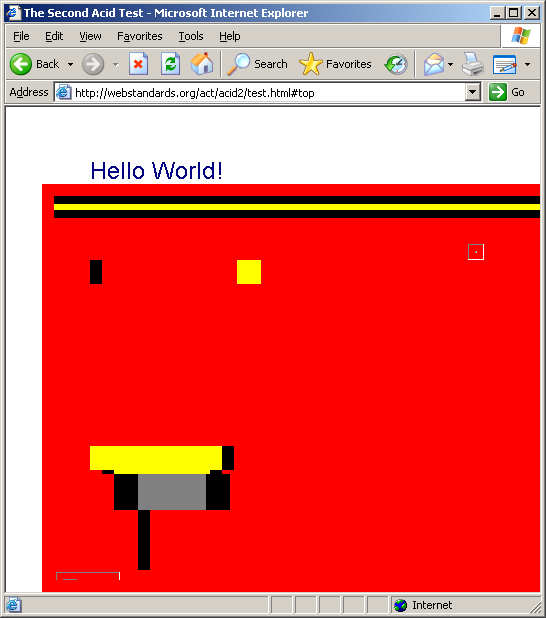 The Second Acid Test - Microsoft Internet Explorer
File Edit View Favorites Tools Help
Back Search Favorites
Address http://webstandards.org/act/acid2/test.html#top Go
Hello World!
Internet